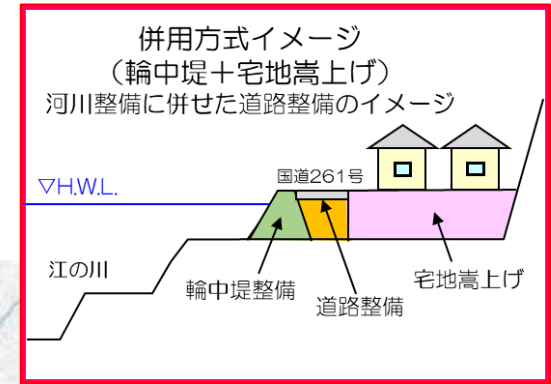 併用方式イメージ
（輪中堤＋宅地嵩上げ）
河川整備に併せた道路整備のイメージ
国道261号
▽H.W.L.
江の川
輪中堤整備
道路整備
宅地嵩上げ